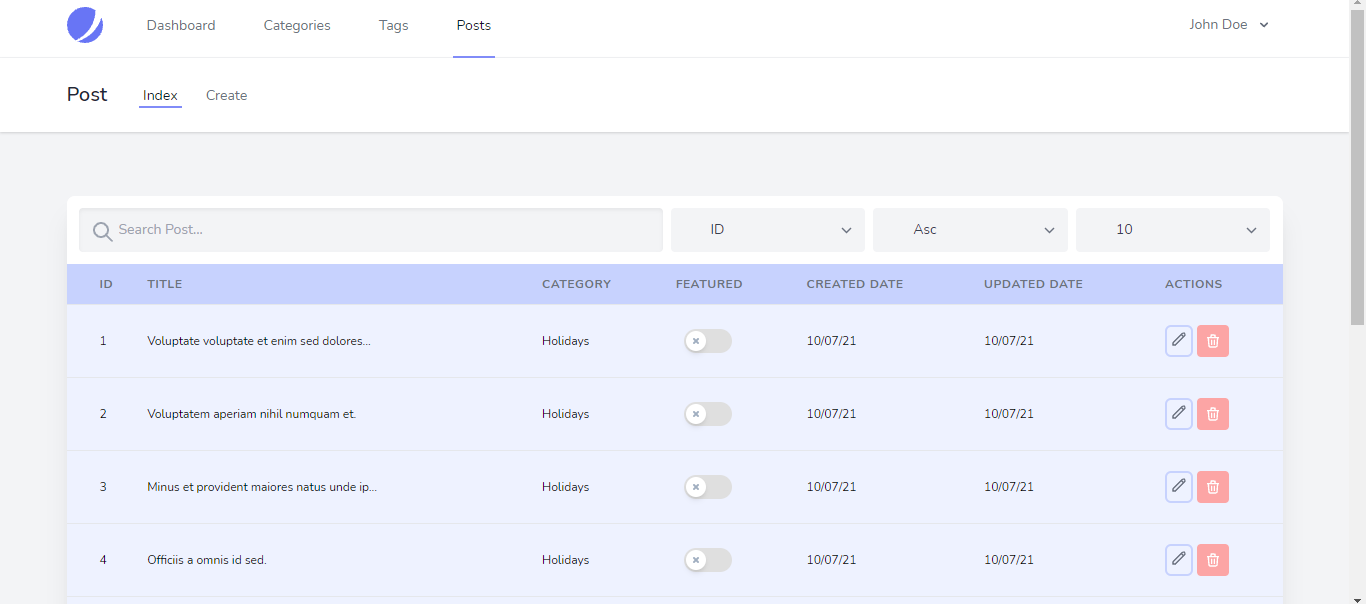 Dashboard Categories Tags Posts John Doe
Post Index Create
Search Post... ID Asc 10
ID TITLE CATEGORY FEATURED CREATED DATE UPDATED DATE ACTIONS
1 Voluptate voluptate et enim sed dolores... Holidays 10/07/21 10/07/21
2 Voluptatem aperiam nihil numquam et. Holidays 10/07/21 10/07/21
3 Minus et provident maiores natus unde ip... Holidays 10/07/21 10/07/21
4 Officiis a omnis id sed. Holidays 10/07/21 10/07/21